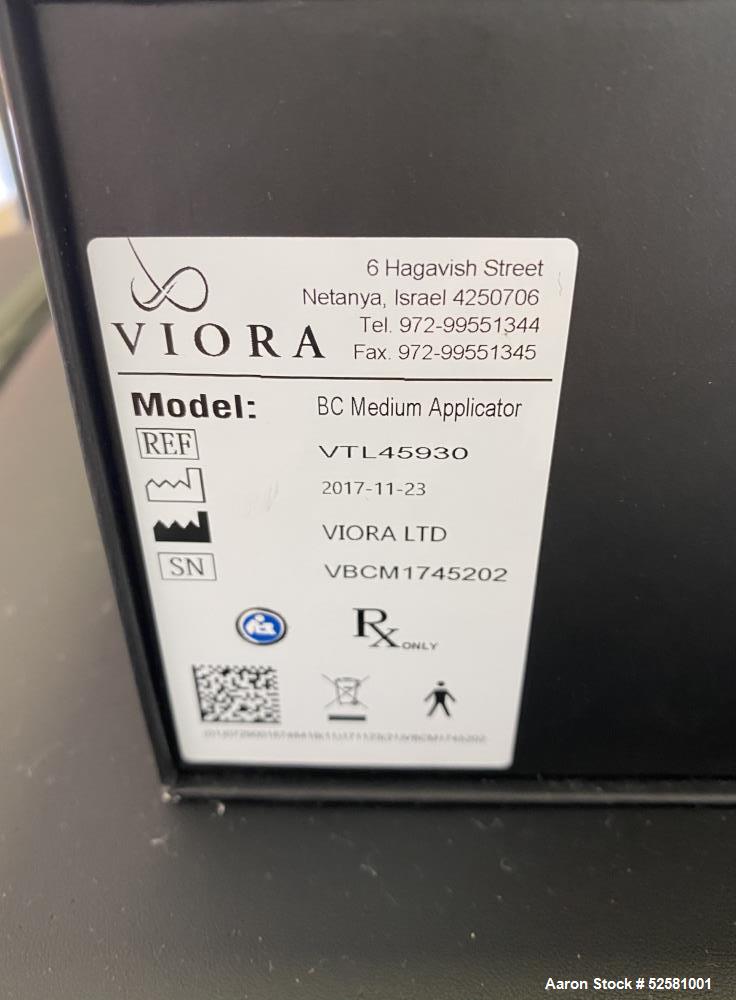 6 Hagavish Street
Netanya, Israel 4250706
Tel. 972-99551344
Fax. 972-99551345
VIORA
Model: BC Medium Applicator
REF VTL45930
2017-11-23
VIORA LTD
SN VBCM1745202
Rx ONLY
Aaron Stock # 52581001